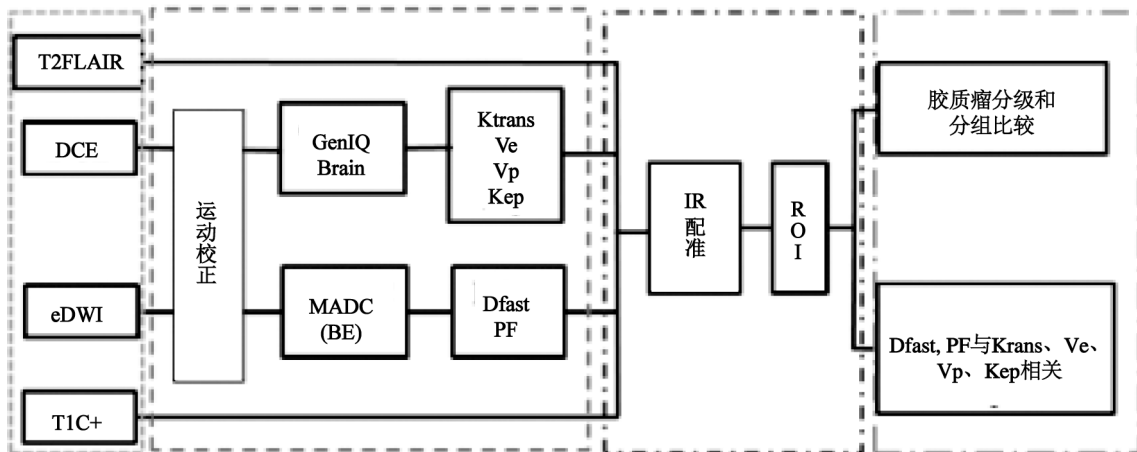 T2FLAIR
DCE
eDWI
T1C+
运
动
校
正
GenIQ
Brain
Ktrans
Ve
Vp
Kep
MADC
(BE)
Dfast
PF
IR
配
准
R
O
I
胶质瘤分级和
分组比较
Dfast, PF与Krans、Ve、
Vp、Kep相关